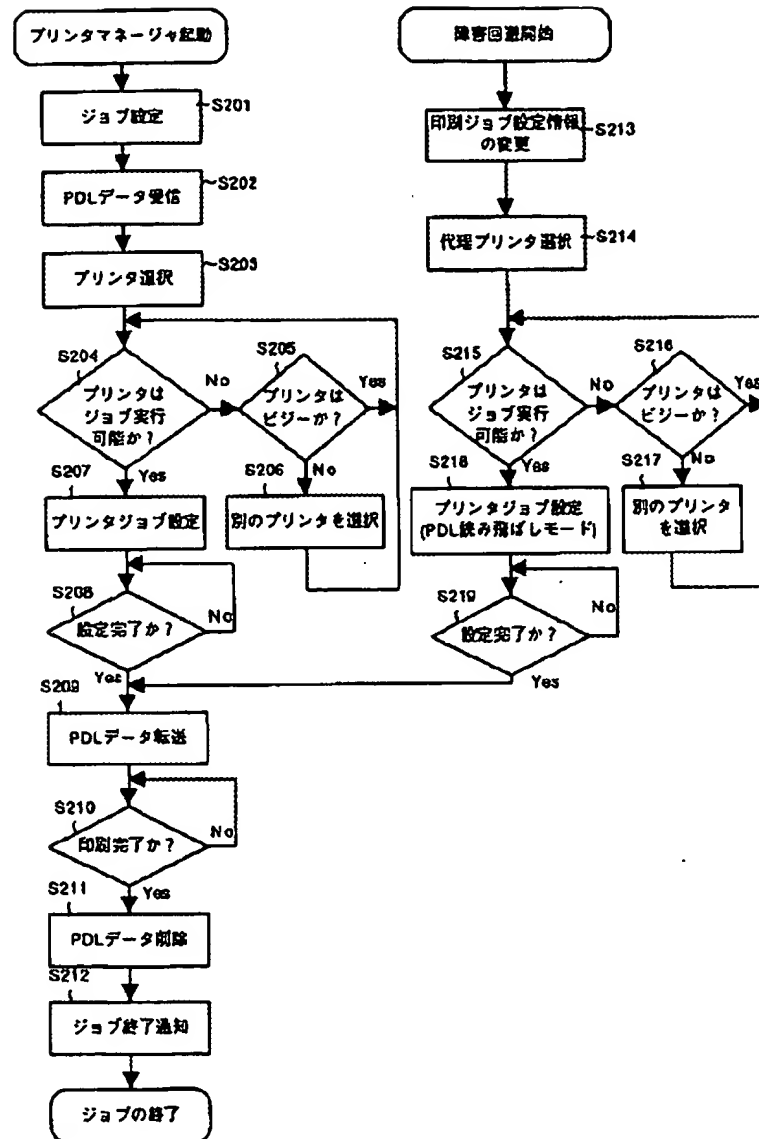 プリンタマネージャ起動
ジョブ設定
S201
PDLデータ受信
S202
プリンタ選択
S203
S204
プリンタは
ジョブ実行
可能か？
No
Yes
S205
プリンタは
ビジーか？
Yes
No
S206
別のプリンタを選択
S207
プリンタジョブ設定
S208
設定完了か？
No
Yes
S209
PDLデータ転送
S210
印刷完了か？
No
Yes
S211
PDLデータ削除
S212
ジョブ終了通知
ジョブの終了
障害回避開始
印刷ジョブ設定情報
の変更
S213
代理プリンタ選択
S214
S215
プリンタは
ジョブ実行
可能か？
No
Yes
S216
プリンタは
ビジーか？
Yes
No
S217
別のプリンタ
を選択
S218
プリンタジョブ設定
(PDL読み飛ばしモード)
S219
設定完了か？
No
Yes